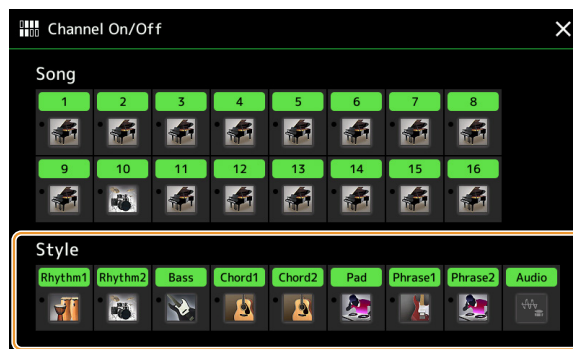 Channel On/Off
Song
1 2 3 4 5 6 7 8
9 10 11 12 13 14 15 16
Style
Rhythm1 Rhythm2 Bass Chord1 Chord2 Pad Phrase1 Phrase2 Audio